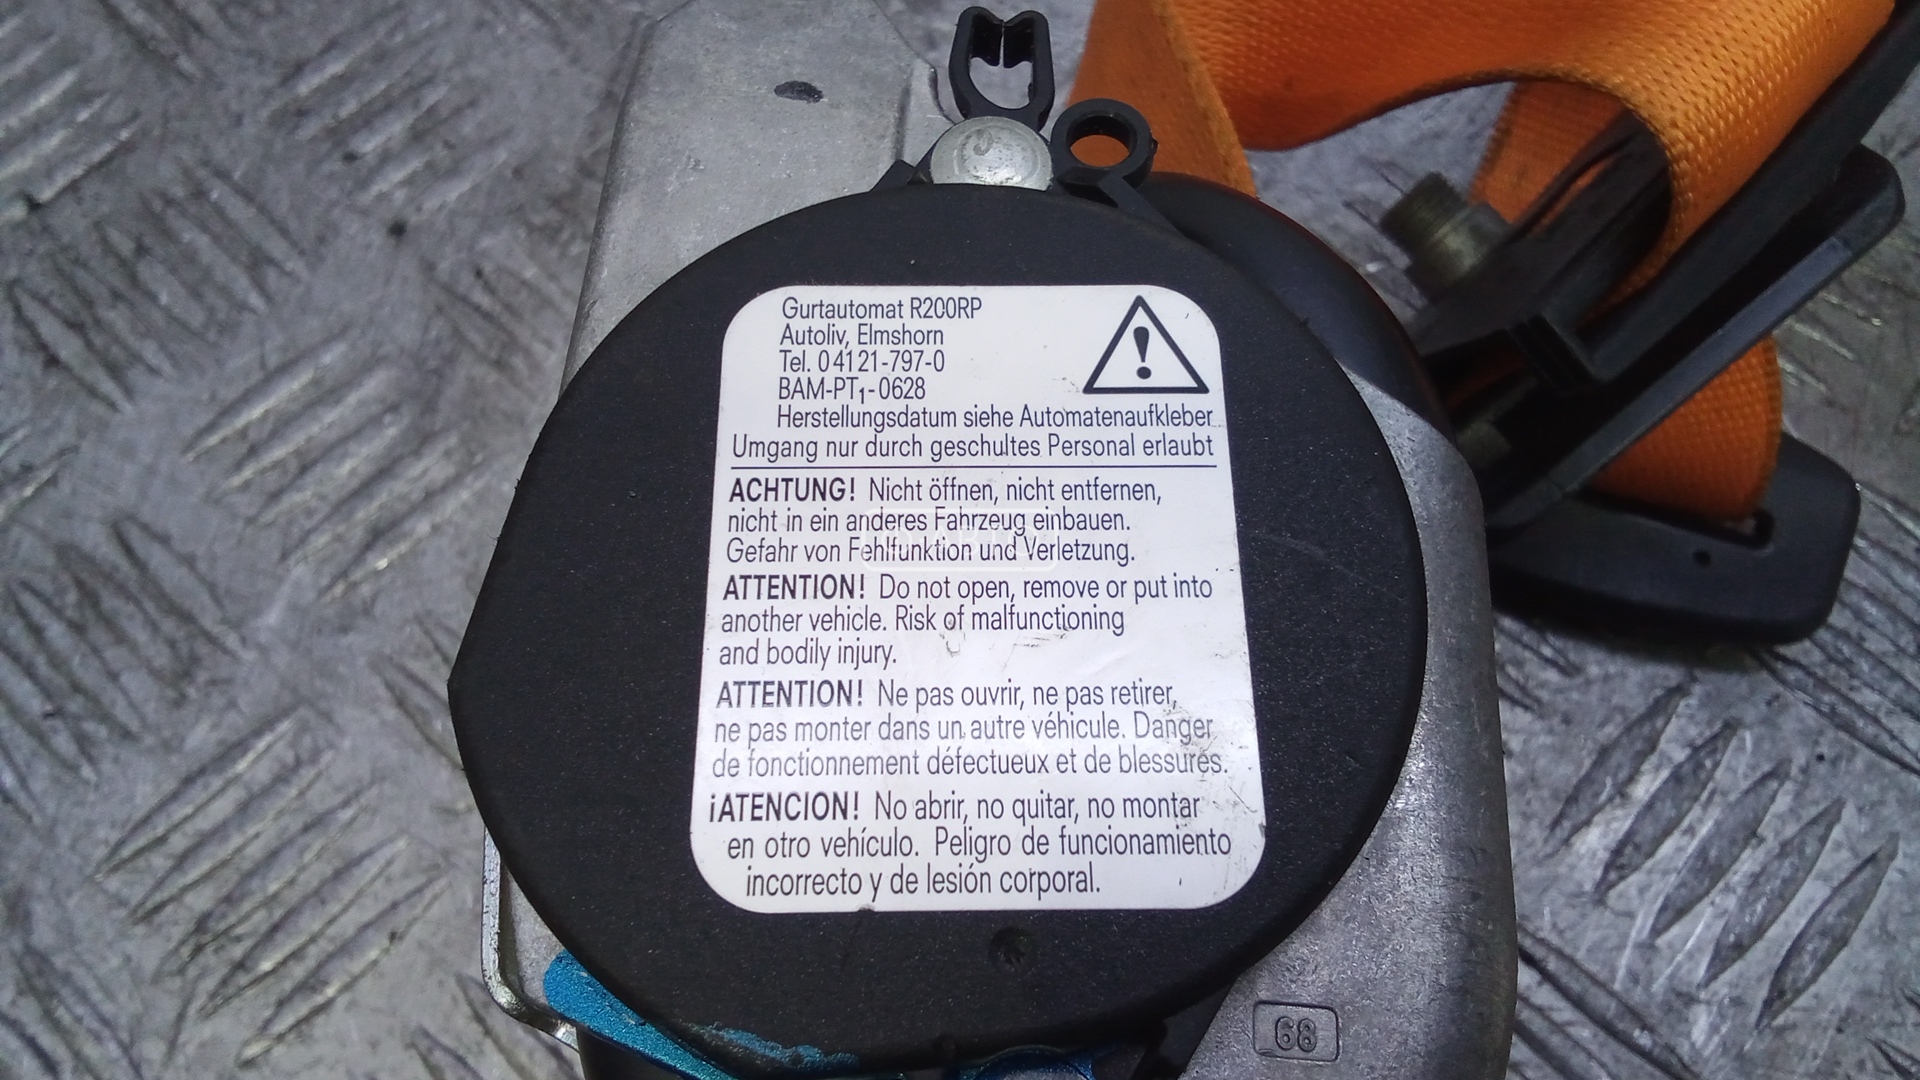 Gurtautomat R200RP
Autoliv, Elmshorn
Tel. 04121-797-0
BAM-PT₁-0628
Herstellungsdatum siehe Automatenaufkleber
Umgang nur durch geschultes Personal erlaubt
ACHTUNG! Nicht öffnen, nicht entfernen,
nicht in ein anderes Fahrzeug einbauen.
Gefahr von Fehlfunktion und Verletzung.
ATTENTION! Do not open, remove or put into
another vehicle. Risk of malfunctioning
and bodily injury.
ATTENTION! Ne pas ouvrir, ne pas retirer,
ne pas monter dans un autre véhicule. Danger
de fonctionnement défectueux et de blessures.
¡ATENCION! No abrir, no quitar, no montar
en otro vehículo. Peligro de funcionamiento
incorrecto y de lesión corporal.
68